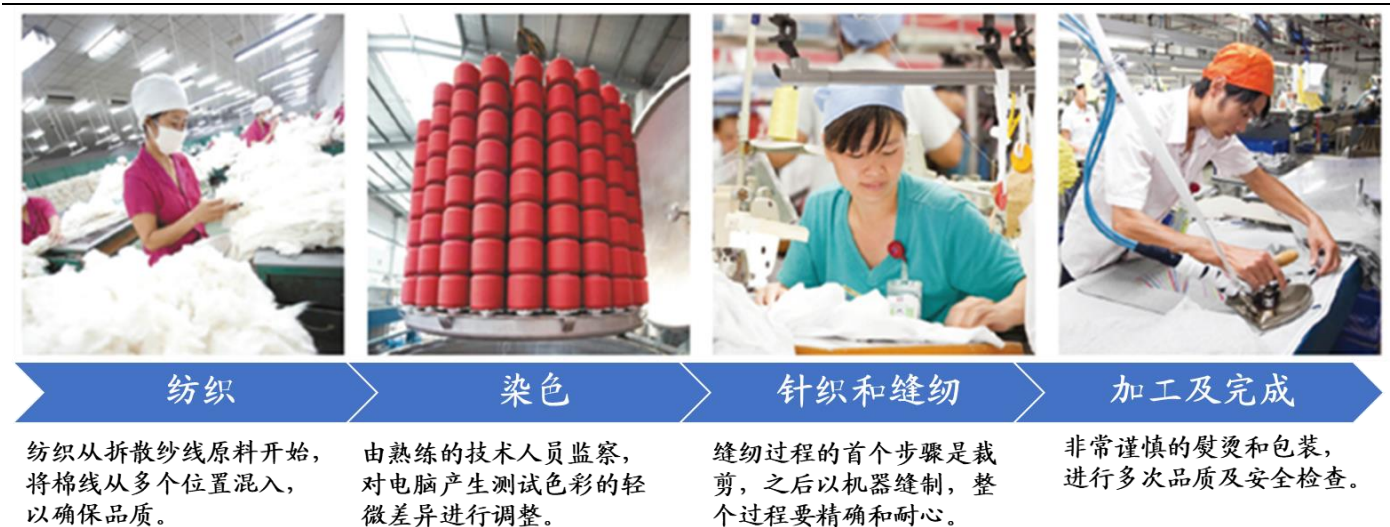 纺织
染色
针织和缝纫
加工及完成
纺织从拆散纱线原料开始，
将棉线从多个位置混入，
以确保品质。
由熟练的技术人员监察，
对电脑产生测试色彩的轻
微差异进行调整。
缝纫过程的首个步骤是裁
剪，之后以机器缝制，整
个过程要精确和耐心。
非常谨慎的熨烫和包装，
进行多次品质及安全检查。